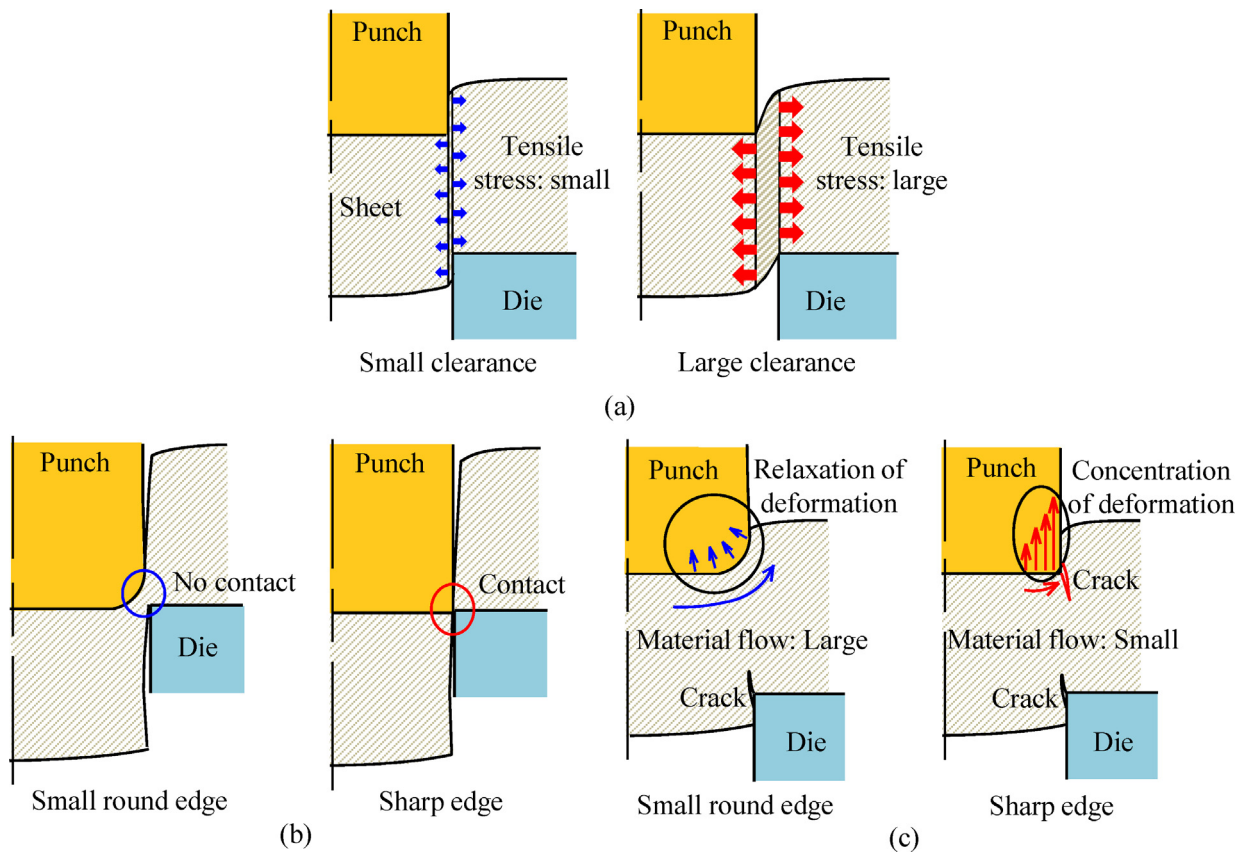 Punch
Tensile
stress: small
Sheet
Die
Small clearance
Punch
Tensile
stress: large
Die
Large clearance
(a)
Punch
No contact
Die
Small round edge
Punch
Contact
Sharp edge
(b)
Punch
Relaxation of
deformation
Material flow: Large
Crack
Die
Small round edge
Punch
Concentration
of deformation
Crack
Material flow: Small
Crack
Die
Sharp edge
(c)